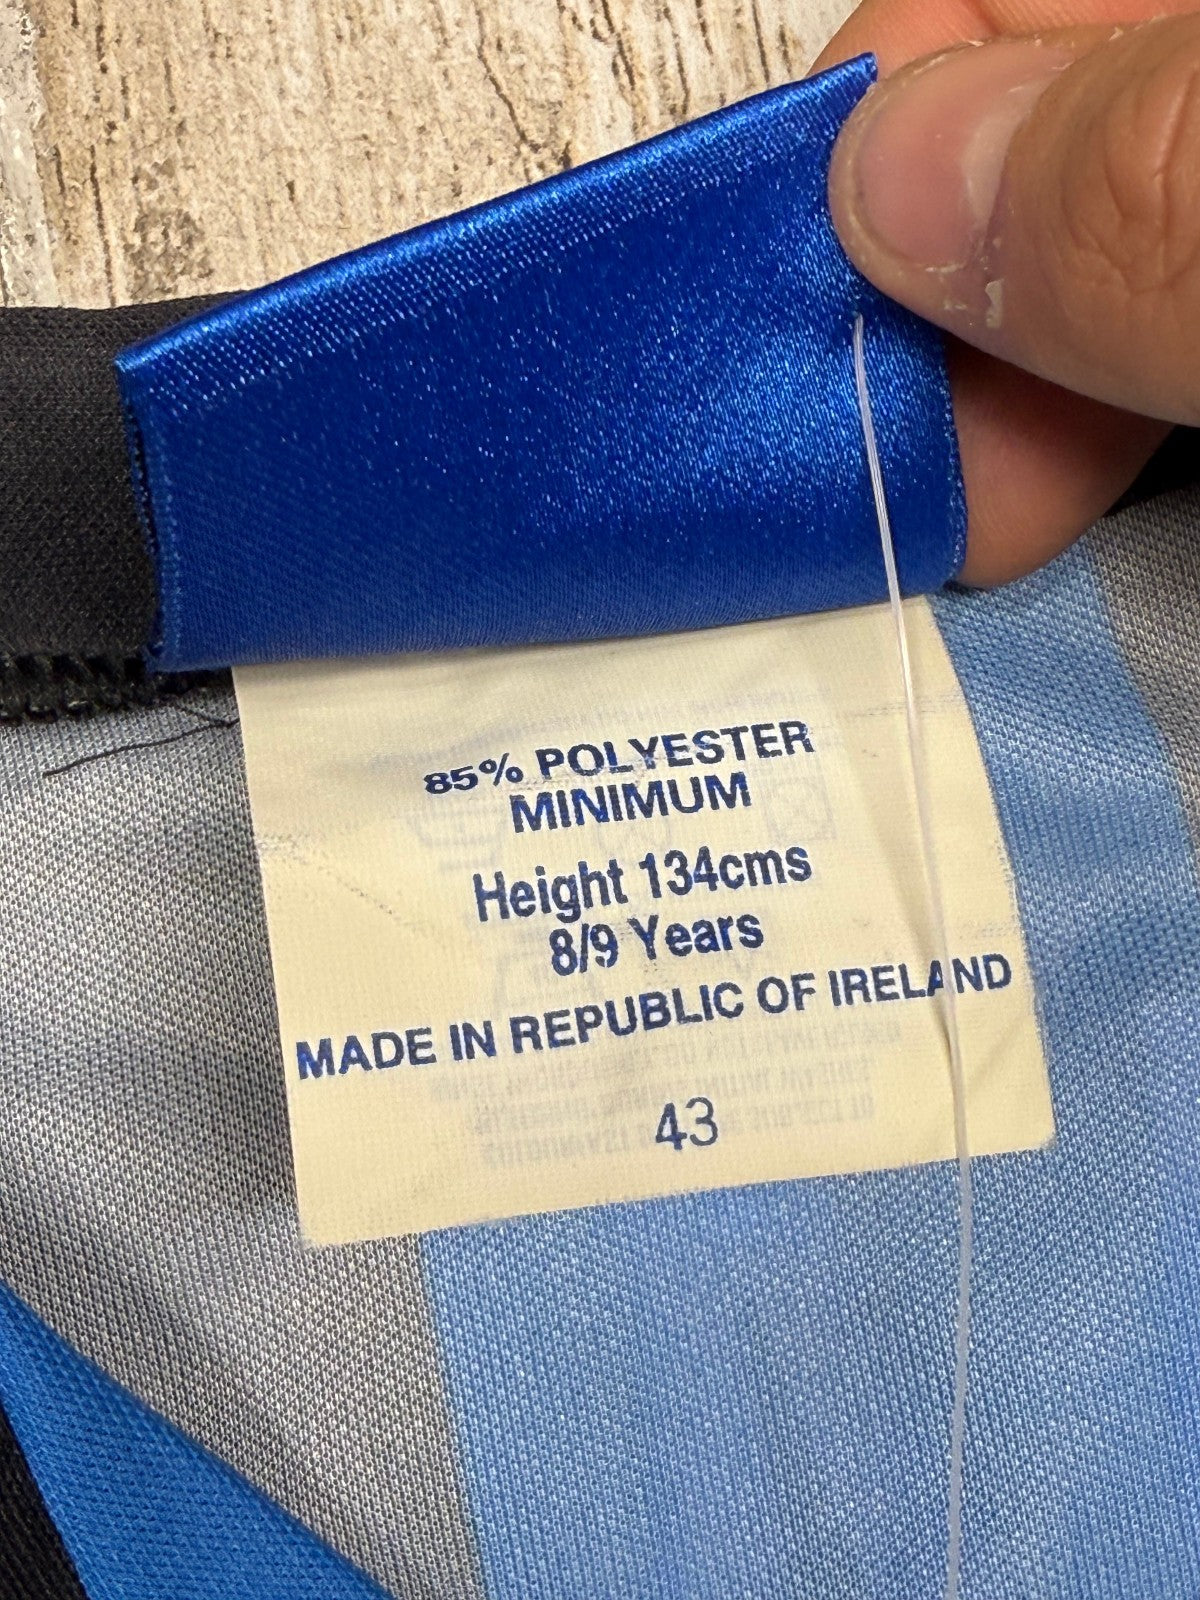 85% POLYESTER
MINIMUM
Height 134cms
8/9 Years
MADE IN REPUBLIC OF IRELAND
43